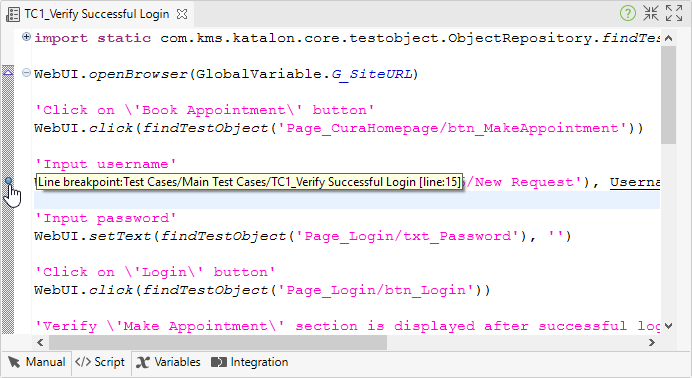 TC1_Verify Successful Login
import static com.kms.katalon.core.testobject.ObjectRepository.findTes
WebUI.openBrowser(GlobalVariable.G_SiteURL)
'Click on \'Book Appointment\' button'
WebUI.click(findTestObject('Page_CuraHomepage/btn_MakeAppointment'))
'Input username'
Line breakpoint:Test Cases/Main Test Cases/TC1_Verify Successful Login [line:15] /New Request'), Userna
'Input password'
WebUI.setText(findTestObject('Page_Login/txt_Password'), '')
'Click on \'Login\' button'
WebUI.click(findTestObject('Page_Login/btn_Login'))
'Verify \'Make Appointment\' section is displayed after successful log
Manual </> Script Variables Integration